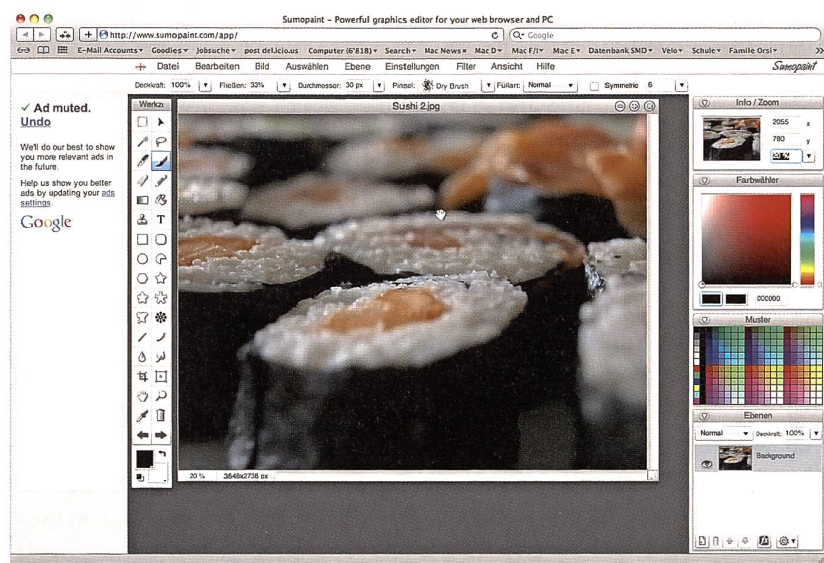 Sumopaint – Powerful graphics editor for your web browser and PC
http://www.sumopaint.com/app/
Google
E-Mail Accounts Goodies Jobsuche post del.icio.us Computer (6'818) Search Mac News Mac D Mac F/I Mac E Datenbank SMD Velo Schule Famile Orsi
Datei Bearbeiten Bild Auswählen Ebene Einstellungen Filter Ansicht Hilfe
Sumopaint
Deckkraft: 100% Fließen: 33% Durchmesser: 30 px Pinsel: Dry Brush Füllart: Normal Symmetrie 6
Ad muted.
Undo
We'll do our best to show
you more relevant ads in
the future.
Help us show you better
ads by updating your ads
settings.
Google
Werkz
T
Sushi 2.jpg
20 % 3648x2736 px
Info / Zoom
2055 x
780 y
20 %
Farbwähler
000000
Muster
Ebenen
Normal Deckkraft: 100%
Background